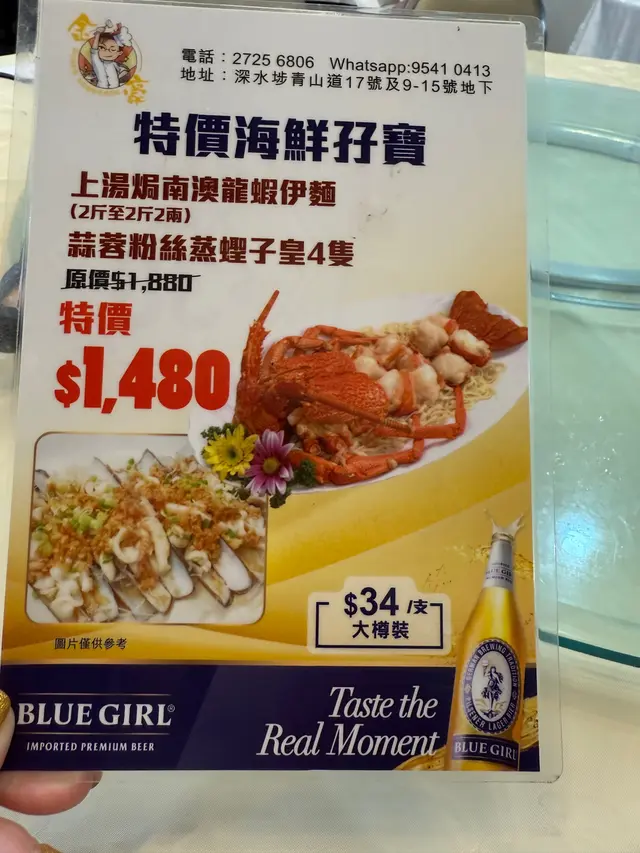 金
豪
電話：2725 6806 Whatsapp:9541 0413
地址：深水埗青山道17號及9-15號地下
特價海鮮孖寶
上湯焗南澳龍蝦伊麵
(2斤至2斤2兩)
蒜蓉粉絲蒸蟶子皇4隻
原價$1,880
特價
$1,480
$34 /支
大樽裝
圖片僅供參考
BLUE GIRL®
IMPORTED PREMIUM BEER
Taste the
Real Moment
BLUE GIRL